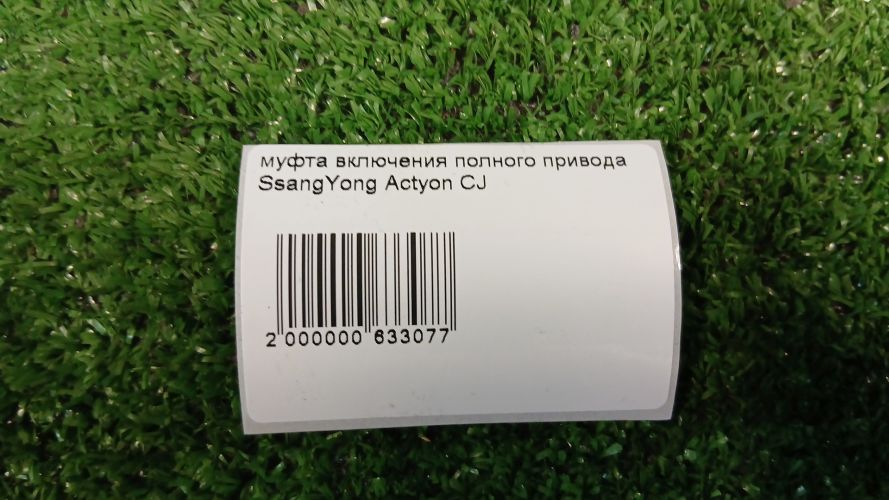 муфта включения полного привода
SsangYong Actyon CJ
2 000000 633077